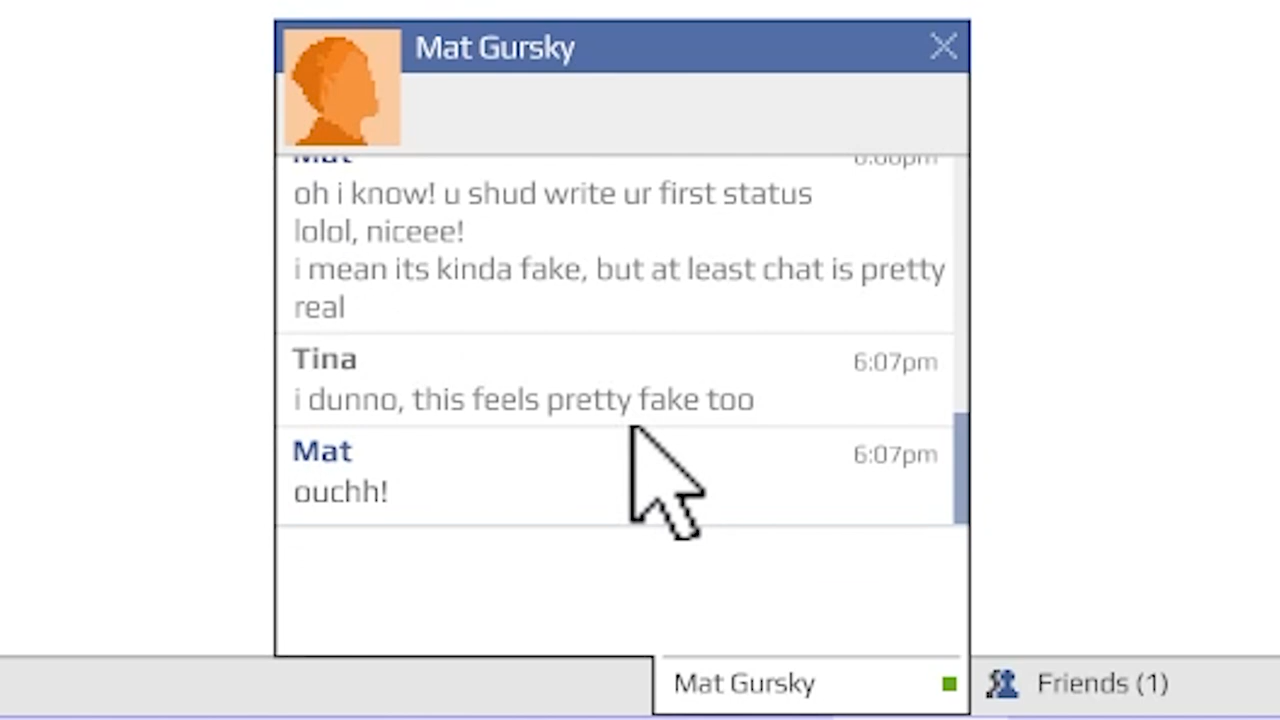 Mat Gursky
Mat
oh i know! u shud write ur first status
lolol, niceee!
i mean its kinda fake, but at least chat is pretty
real
Tina 6:07pm
i dunno, this feels pretty fake too
Mat 6:07pm
ouchh!
Mat Gursky
Friends (1)